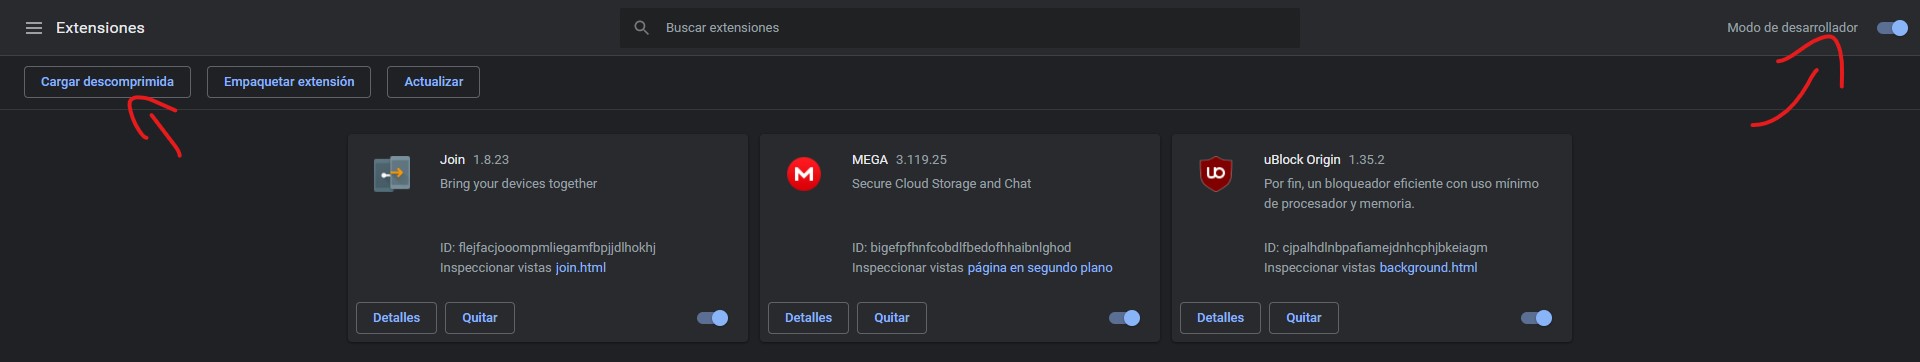 Extensiones
Buscar extensiones
Modo de desarrollador
Cargar descomprimida
Empaquetar extensión
Actualizar
Join 1.8.23
Bring your devices together
ID: flejfacjooompmliegamfbpjjdlhokhj
Inspeccionar vistas join.html
Detalles
Quitar
MEGA 3.119.25
Secure Cloud Storage and Chat
ID: bigefpfhnfcobdlfbedofhhaibnlghod
Inspeccionar vistas página en segundo plano
Detalles
Quitar
uBlock Origin 1.35.2
Por fin, un bloqueador eficiente con uso mínimo
de procesador y memoria.
ID: cjpalhdlnbpafiamejdnhcphjbkeiagm
Inspeccionar vistas background.html
Detalles
Quitar